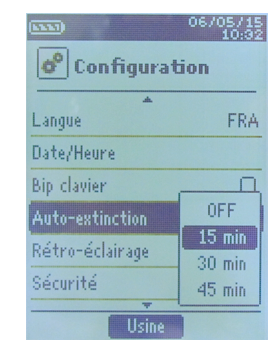 06/05/15
10:32
Configuration
Langue FRA
Date/Heure
Bip clavier
Auto-extinction
OFF
15 min
Rétro-éclairage
30 min
Sécurité
45 min
Usine